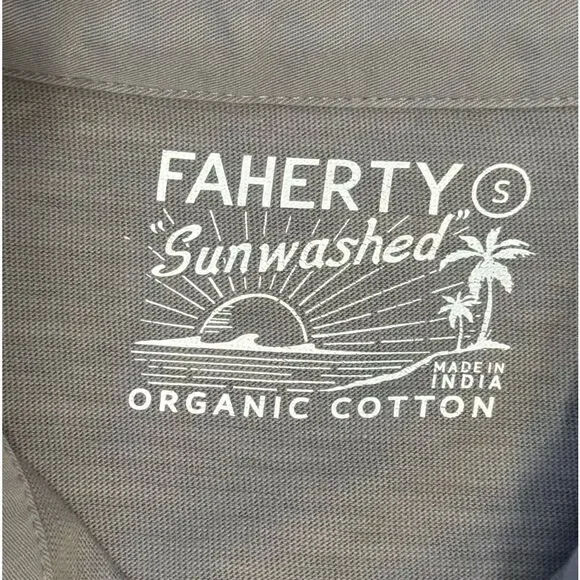 FAHERTY S
"Sunwashed"
MADE IN
INDIA
ORGANIC COTTON